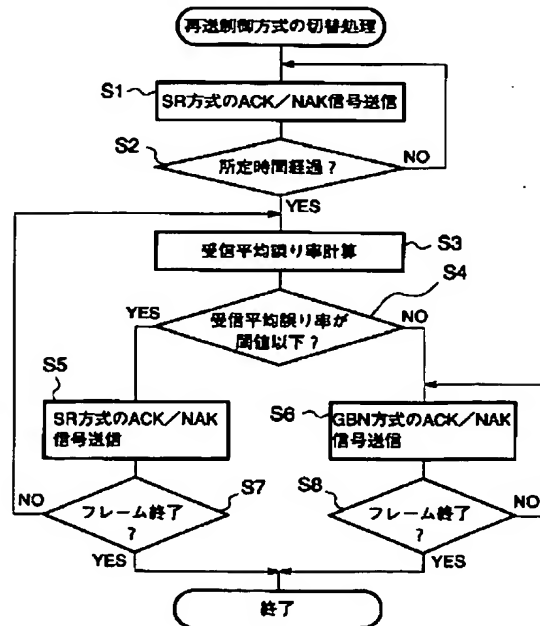 再送制御方式の切替処理
S1
SR方式のACK/NAK信号送信
S2
所定時間経過?
NO
YES
受信平均誤り率計算
S3
S4
YES
受信平均誤り率が
閾値以下?
NO
S5
SR方式のACK/NAK
信号送信
S6
GBN方式のACK/NAK
信号送信
NO
フレーム終了
?
S7
S8
フレーム終了
?
NO
YES
YES
終了